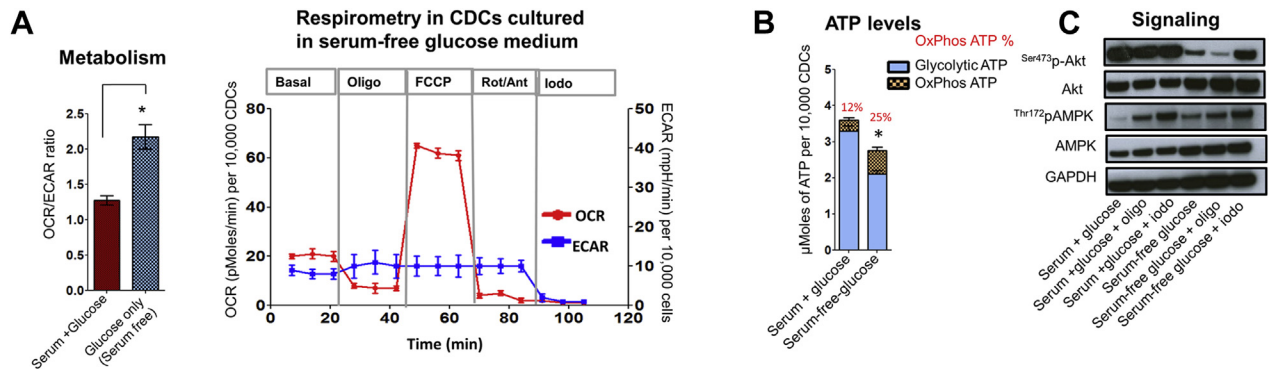 A
Metabolism
*
OCR/ECAR ratio
2.5
2.0
1.5
1.0
0.5
0.0
Serum +Glucose
Glucose only
(Serum free)
Respirometry in CDCs cultured
in serum-free glucose medium
Basal
Oligo
FCCP
Rot/Ant
Iodo
OCR (pMoles/min) per 10,000 CDCs
80
60
40
20
0
50
40
30
20
10
0
ECAR (mpH/min) per 10,000 cells
OCR
ECAR
0
20
40
60
80
100
120
Time (min)
B
ATP levels
OxPhos ATP %
Glycolytic ATP
OxPhos ATP
µMoles of ATP per 10,000 CDCs
5
4
3
2
1
0
12%
25%
*
Serum + glucose
Serum-free-glucose
C
Signaling
Ser473p-Akt
Akt
Thr172pAMPK
AMPK
GAPDH
Serum + glucose
Serum +glucose + oligo
Serum +glucose + iodo
Serum-free glucose
Serum-free glucose + oligo
Serum-free glucose + iodo